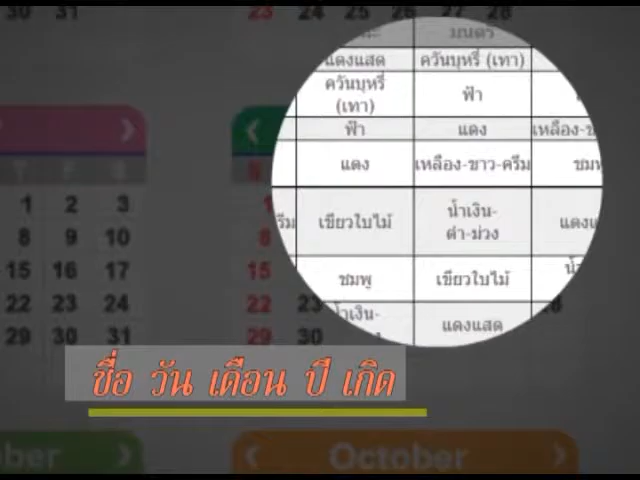 30 31 23 24 25 26 27 28
มนตร์
แดงแสด ควันบุหรี่ (เทา)
ควันบุหรี่ (เทา) ฟ้า
ฟ้า แดง
แดง เหลือง-ขาว-ครีม
เขียวใบไม้ น้ำเงิน-ดำ-ม่วง
ชมพู เขียวใบไม้
แดงแสด
1 2 3
8 9 10
15 16 17 15
22 23 24 22 23
29 30 31 29 30
ชื่อ วัน เดือน ปี เกิด
October